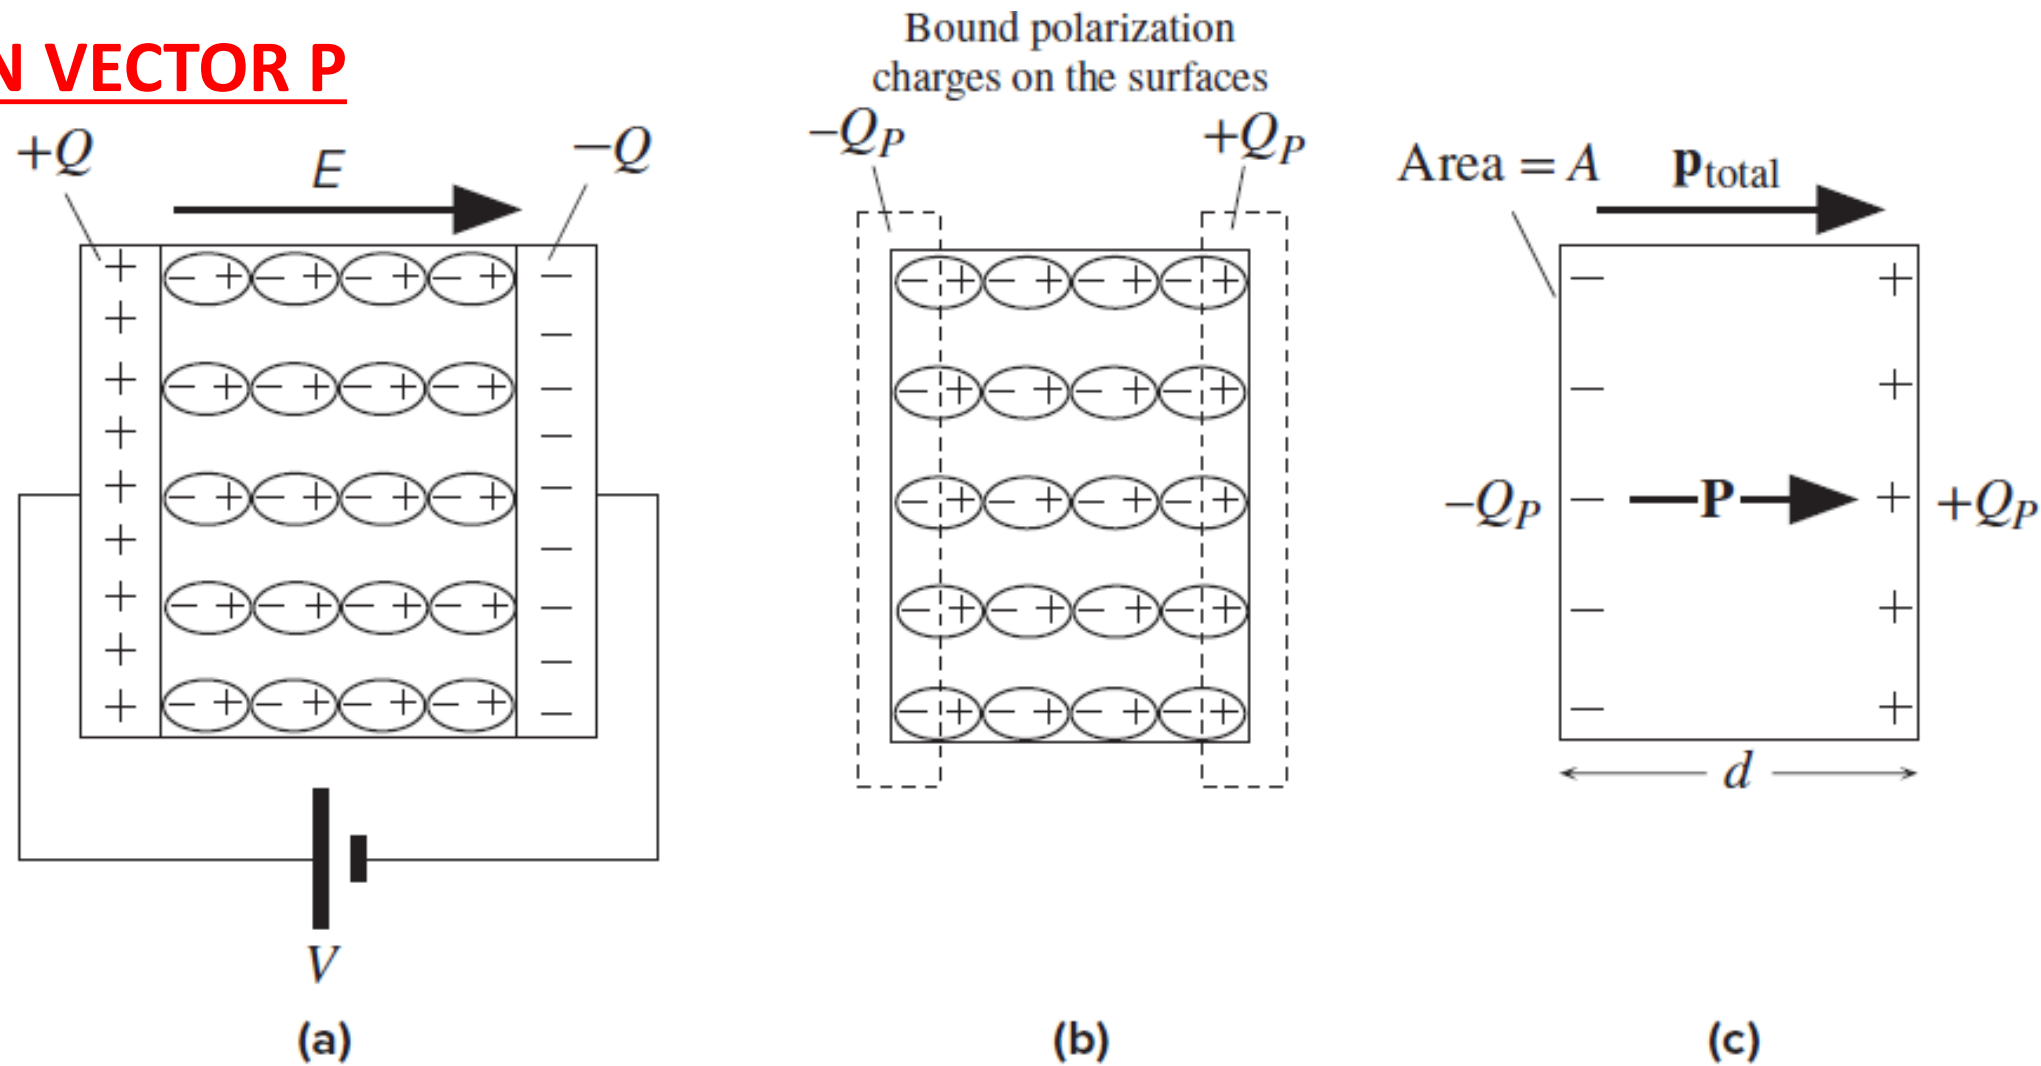 N VECTOR P
+Q
E
−Q
V
(a)
Bound polarization
charges on the surfaces
−QP
+QP
(b)
Area = A
ptotal
−QP
P
+QP
d
(c)